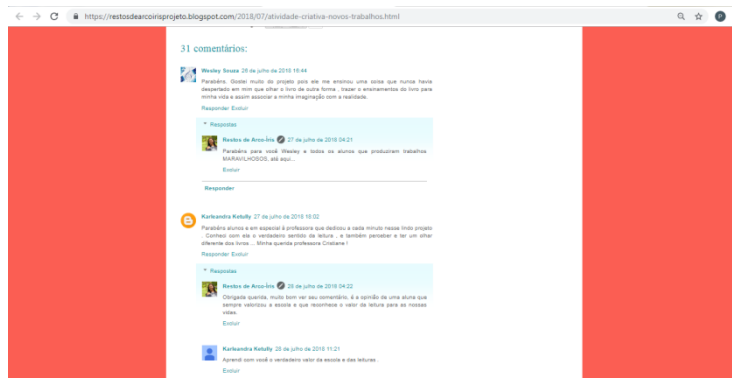 https://restosdearcoirisprojeto.blogspot.com/2018/07/atividade-criativa-novos-trabalhos.html
31 comentários:
Wesley Souza 26 de julho de 2018 18:44
Parabéns. Gostei muito do projeto pois ele me ensinou uma coisa que nunca havia
despertado em mim que olhar o livro de outra forma , trazer o ensinamentos do livro para
minha vida e assim associar a minha imaginação com a realidade.
Responder Excluir
Respostas
Restos de Arco-Íris 27 de julho de 2018 04:21
Parabéns para você Wesley e todos os alunos que produziram trabalhos
MARAVILHOSOS, até aqui...
Excluir
Responder
Karleandra Ketully 27 de julho de 2018 18:02
Parabéns alunos e em especial á professora que dedicou a cada minuto nesse lindo projeto
. Conheci com ela o verdadeiro sentido da leitura , e também perceber e ter um olhar
diferente dos livros ... Minha querida professora Cristiane !
Responder Excluir
Respostas
Restos de Arco-Íris 28 de julho de 2018 04:22
Obrigada querida, muito bom ver seu comentário, é a opinião de uma aluna que
sempre valorizou a escola e que reconhece o valor da leitura para as nossas
vidas.
Excluir
Karleandra Ketully 28 de julho de 2018 11:21
Aprendi com você o verdadeiro valor da escola e das leituras .
Excluir